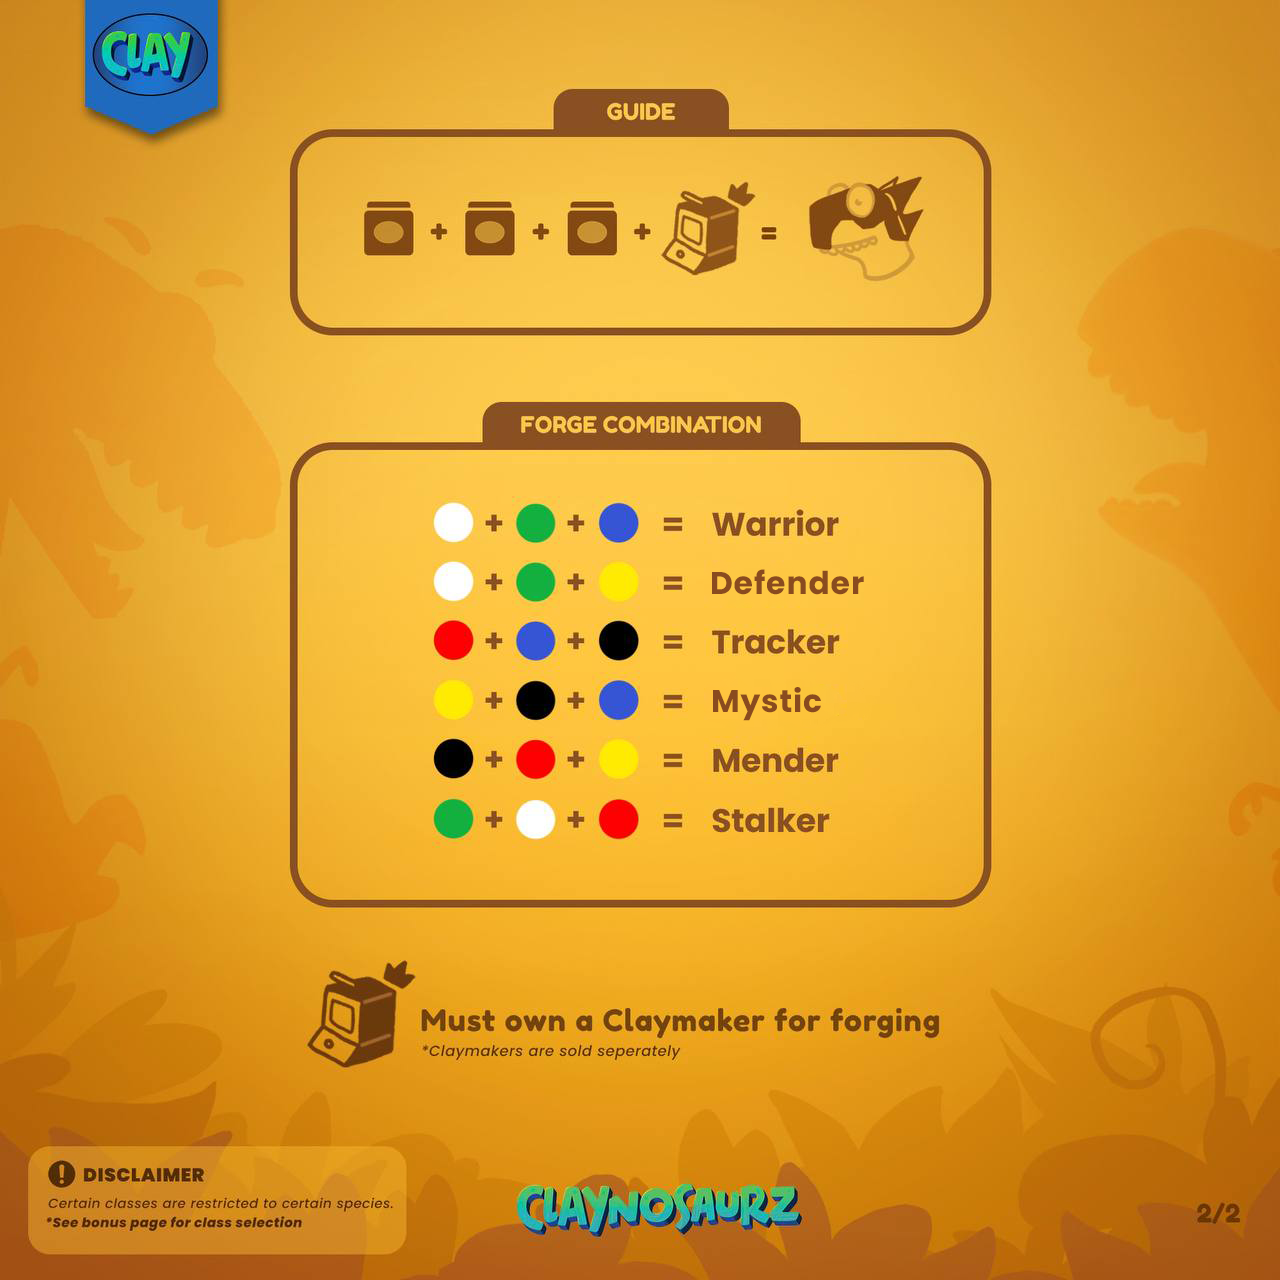 CLAY
GUIDE
+ + + =
FORGE COMBINATION
+ + = Warrior
+ + = Defender
+ + = Tracker
+ + = Mystic
+ + = Mender
+ + = Stalker
Must own a Claymaker for forging
*Claymakers are sold seperately
! DISCLAIMER
Certain classes are restricted to certain species.
*See bonus page for class selection
CLAYNOSAURZ
2/2